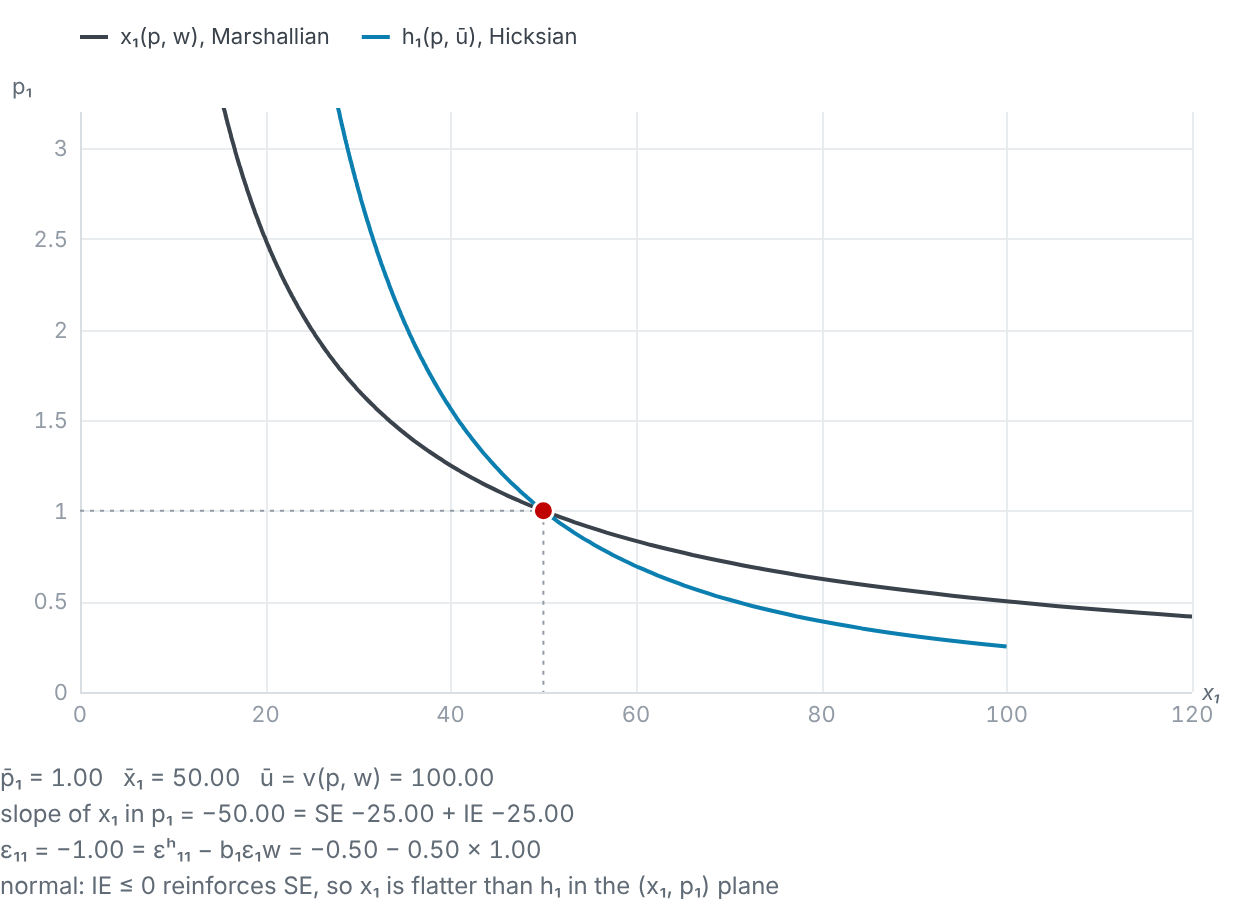 x₁(p, w), Marshallian h₁(p, ū), Hicksian
p₁
3
2.5
2
1.5
1
0.5
0
x₁
0 20 40 60 80 100 120
p̄₁ = 1.00 x̄₁ = 50.00 ū = v(p, w) = 100.00
slope of x₁ in p₁ = −50.00 = SE −25.00 + IE −25.00
ε₁₁ = −1.00 = εʰ₁₁ − b₁ε₁w = −0.50 − 0.50 × 1.00
normal: IE ≤ 0 reinforces SE, so x₁ is flatter than h₁ in the (x₁, p₁) plane